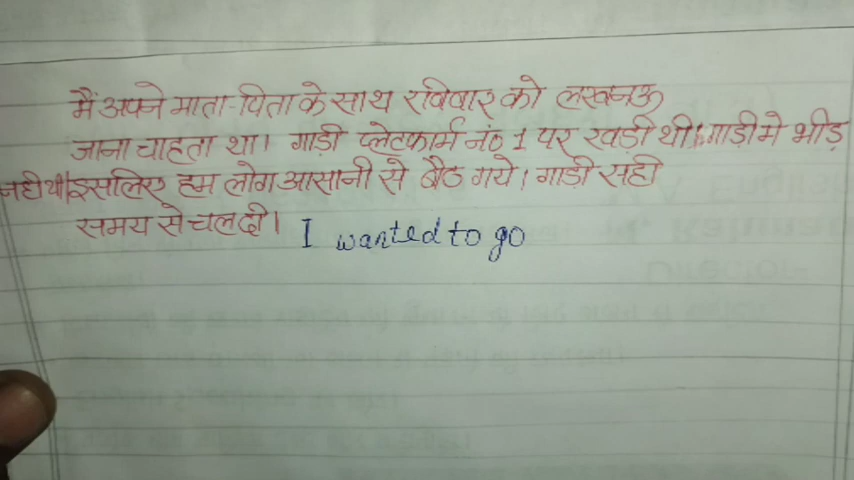 मैं अपने माता-पिता के साथ रविवार को लखनऊ
जाना चाहता था। गाड़ी प्लेटफार्म नं० 1 पर खड़ी थी। गाड़ी मे भीड़
नही थी। इसलिए हम लोग आसानी से बैठ गये। गाड़ी सही
समय से चल दी। I wanted to go